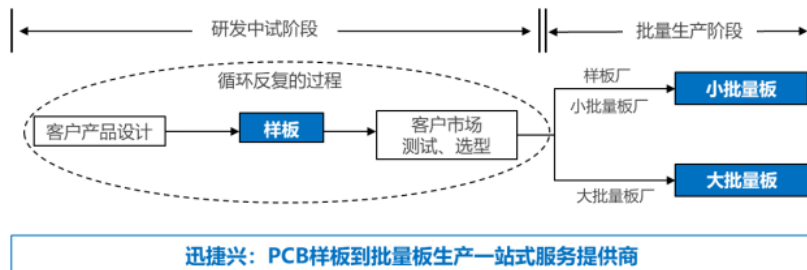 研发中试阶段
批量生产阶段
循环反复的过程
客户产品设计
样板
客户市场
测试、选型
样板厂
小批量板厂
小批量板
大批量板厂
大批量板
迅捷兴：PCB样板到批量板生产一站式服务提供商